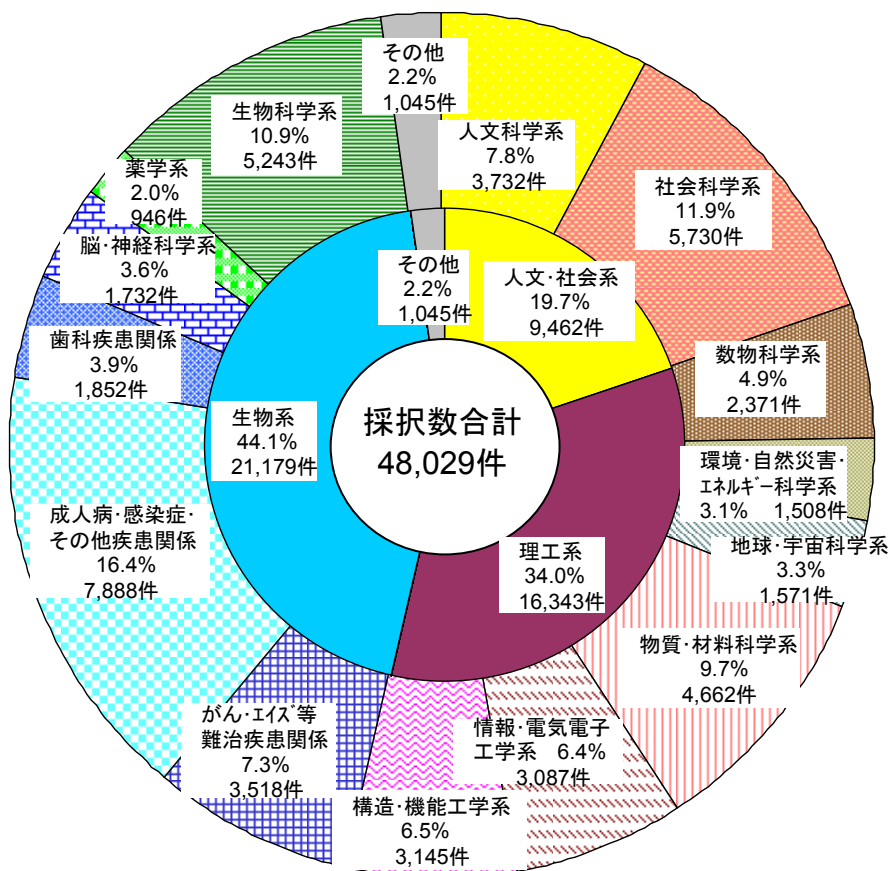 その他
2.2%
1,045件
人文科学系
7.8%
3,732件
社会科学系
11.9%
5,730件
数物科学系
4.9%
2,371件
環境・自然災害・
エネルギー科学系
3.1% 1,508件
地球・宇宙科学系
3.3%
1,571件
物質・材料科学系
9.7%
4,662件
情報・電気電子
工学系 6.4%
3,087件
構造・機能工学系
6.5%
3,145件
がん・エイズ等
難治疾患関係
7.3%
3,518件
成人病・感染症・
その他疾患関係
16.4%
7,888件
歯科疾患関係
3.9%
1,852件
脳・神経科学系
3.6%
1,732件
薬学系
2.0%
946件
生物科学系
10.9%
5,243件
その他
2.2%
1,045件
人文・社会系
19.7%
9,462件
理工系
34.0%
16,343件
生物系
44.1%
21,179件
採択数合計
48,029件